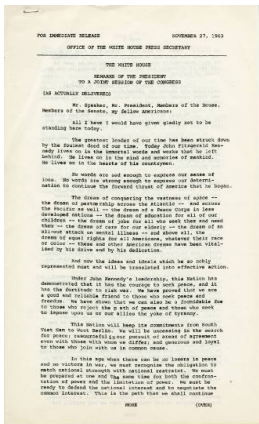 FOR IMMEDIATE RELEASE NOVEMBER 27, 1963
OFFICE OF THE WHITE HOUSE PRESS SECRETARY
THE WHITE HOUSE
REMARKS OF THE PRESIDENT
TO A JOINT SESSION OF THE CONGRESS
(AS ACTUALLY DELIVERED)
Mr. Speaker, Mr. President, Members of the House,
Members of the Senate, my fellow Americans:
All I have I would have given gladly not to be
standing here today.
The greatest leader of our time has been struck down
by the foulest deed of our time. Today John Fitzgerald Ken-
nedy lives on in the immortal words and works that he left
behind. He lives on in the mind and memories of mankind.
He lives on in the hearts of his countrymen.
No words are sad enough to express our sense of
loss. No words are strong enough to express our determi-
nation to continue the forward thrust of America that he began.
The dream of conquering the vastness of space --
the dream of partnership across the Atlantic -- and across
the Pacific as well -- the dream of a Peace Corps in less
developed nations -- the dream of education for all of our
children -- the dream of jobs for all who seek them and need
them -- the dream of care for our elderly -- the dream of an
all-out attack on mental illness -- and above all, the
dream of equal rights for all Americans, whatever their race
or color -- these and other American dreams have been vital-
ized by his drive and by his dedication.
And now the ideas and ideals which he so nobly
represented must and will be translated into effective action.
Under John Kennedy's leadership, this Nation has
demonstrated that it has the courage to seek peace, and it
has the fortitude to risk war. We have proved that we are
a good and reliable friend to those who seek peace and
freedom. We have shown that we can also be a formidable foe
to those who reject the path of peace and those who seek
to impose upon us or our allies the yoke of tyranny.
This Nation will keep its commitments from South
Viet Nam to West Berlin. We will be unceasing in the search
for peace; resourceful in our pursuit of areas of agreement
even with those with whom we differ; and generous and loyal
to those who join with us in common cause.
In this age when there can be no losers in peace
and no victors in war, we must recognize the obligation to
match national strength with national restraint. We must
be prepared at one and the same time for both the confron-
tation of power and the limitation of power. We must be
ready to defend the national interest and to negotiate the
common interest. This is the path that we shall continue
MORE (OVER)